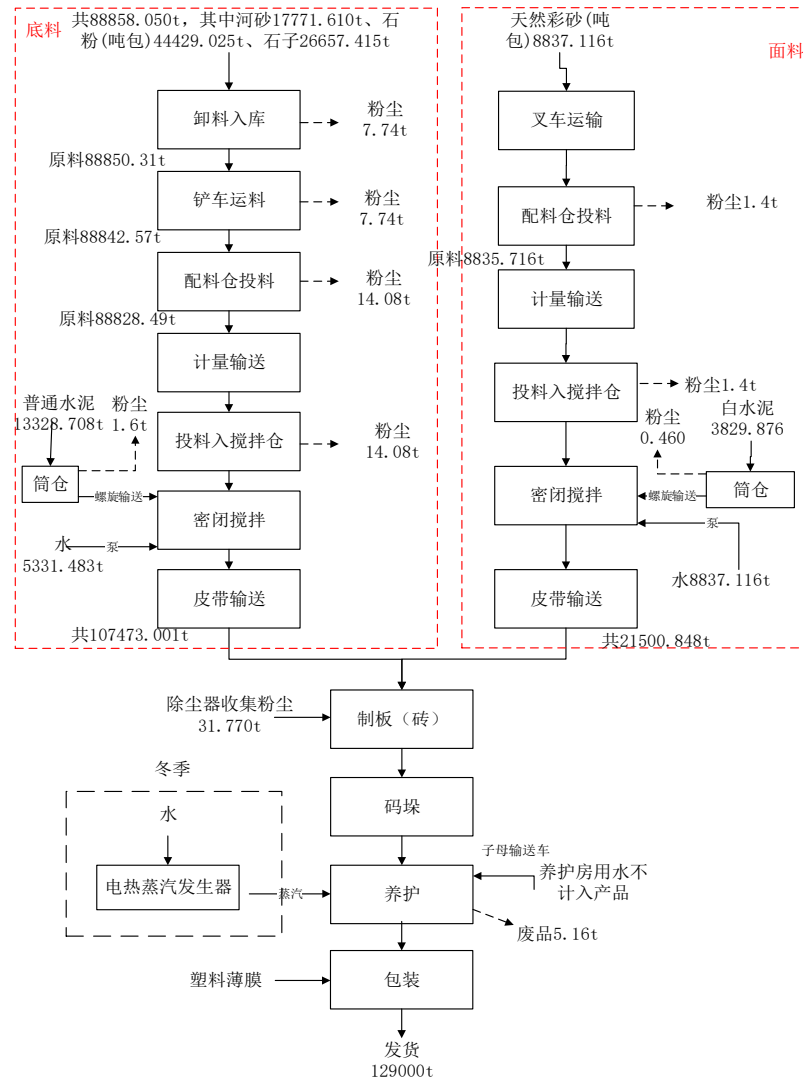 底料
共88858.050t，其中河砂17771.610t、石
粉(吨包)44429.025t、石子26657.415t
卸料入库
粉尘
7.74t
原料88850.31t
铲车运料
粉尘
7.74t
原料88842.57t
配料仓投料
粉尘
14.08t
原料88828.49t
计量输送
普通水泥
13328.708t
粉尘
1.6t
投料入搅拌仓
粉尘
14.08t
筒仓
螺旋输送
密闭搅拌
水
5331.483t
泵
皮带输送
共107473.001t
面料
天然彩砂(吨
包)8837.116t
叉车运输
配料仓投料
粉尘1.4t
原料8835.716t
计量输送
投料入搅拌仓
粉尘1.4t
粉尘
0.460
白水泥
3829.876
筒仓
螺旋输送
密闭搅拌
泵
水8837.116t
皮带输送
共21500.848t
除尘器收集粉尘
31.770t
制板（砖）
码垛
冬季
水
电热蒸汽发生器
蒸汽
养护
子母输送车
养护房用水不
计入产品
废品5.16t
塑料薄膜
包装
发货
129000t